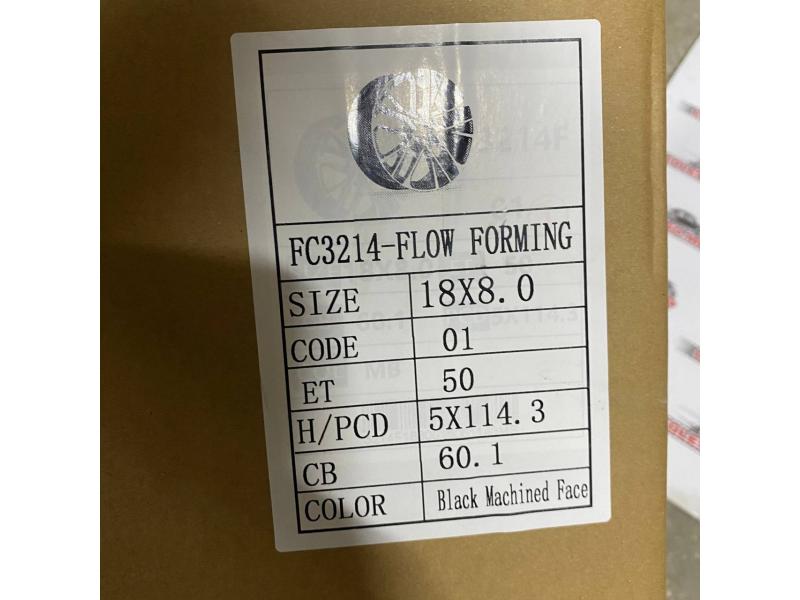 FC3214-FLOW FORMING
SIZE 18X8.0
CODE 01
ET 50
H/PCD 5X114.3
CB 60.1
COLOR Black Machined Face